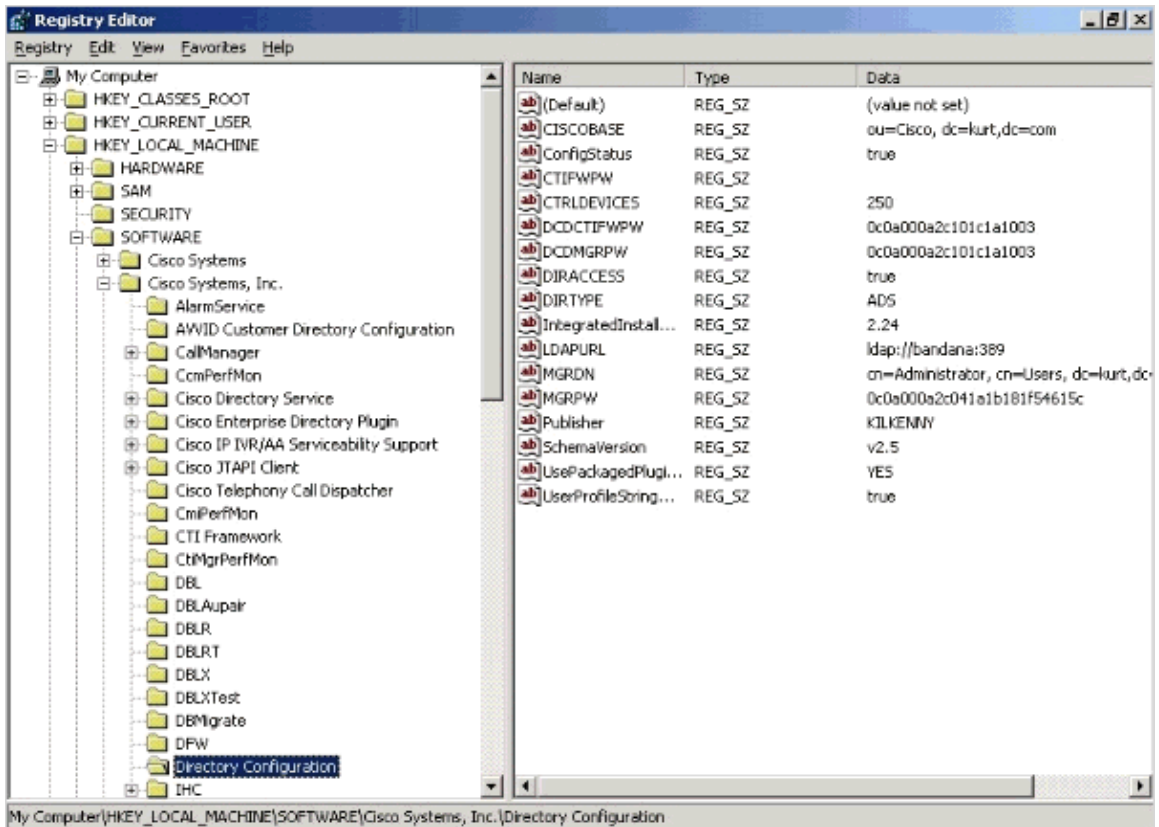 Registry Editor
Registry Edit View Favorites Help
My Computer
HKEY_CLASSES_ROOT
HKEY_CURRENT_USER
HKEY_LOCAL_MACHINE
HARDWARE
SAM
SECURITY
SOFTWARE
Cisco Systems
Cisco Systems, Inc.
AlarmService
AVVID Customer Directory Configuration
CallManager
CcmPerfMon
Cisco Directory Service
Cisco Enterprise Directory Plugin
Cisco IP IVR/AA Serviceability Support
Cisco JTAPI Client
Cisco Telephony Call Dispatcher
CmiPerfMon
CTI Framework
CtiMgrPerfMon
DBL
DBLAupair
DBLR
DBLRT
DBLX
DBLXTest
DBMigrate
DFW
Directory Configuration
IHC
Name Type Data
(Default) REG_SZ (value not set)
CISCOBASE REG_SZ ou=Cisco, dc=kurt,dc=com
ConfigStatus REG_SZ true
CTIFWPW REG_SZ
CTRLDEVICES REG_SZ 250
DCDCTIFWPW REG_SZ 0c0a000a2c101c1a1003
DCDMGRPW REG_SZ 0c0a000a2c101c1a1003
DIRACCESS REG_SZ true
DIRTYPE REG_SZ ADS
IntegratedInstall... REG_SZ 2.24
LDAPURL REG_SZ ldap://bandana:389
MGRDN REG_SZ cn=Administrator, cn=Users, dc=kurt,dc=
MGRPW REG_SZ 0c0a000a2c041a1b181f54615c
Publisher REG_SZ KILKENNY
SchemaVersion REG_SZ v2.5
UsePackagedPlugi... REG_SZ YES
UserProfileString... REG_SZ true
My Computer\HKEY_LOCAL_MACHINE\SOFTWARE\Cisco Systems, Inc.\Directory Configuration